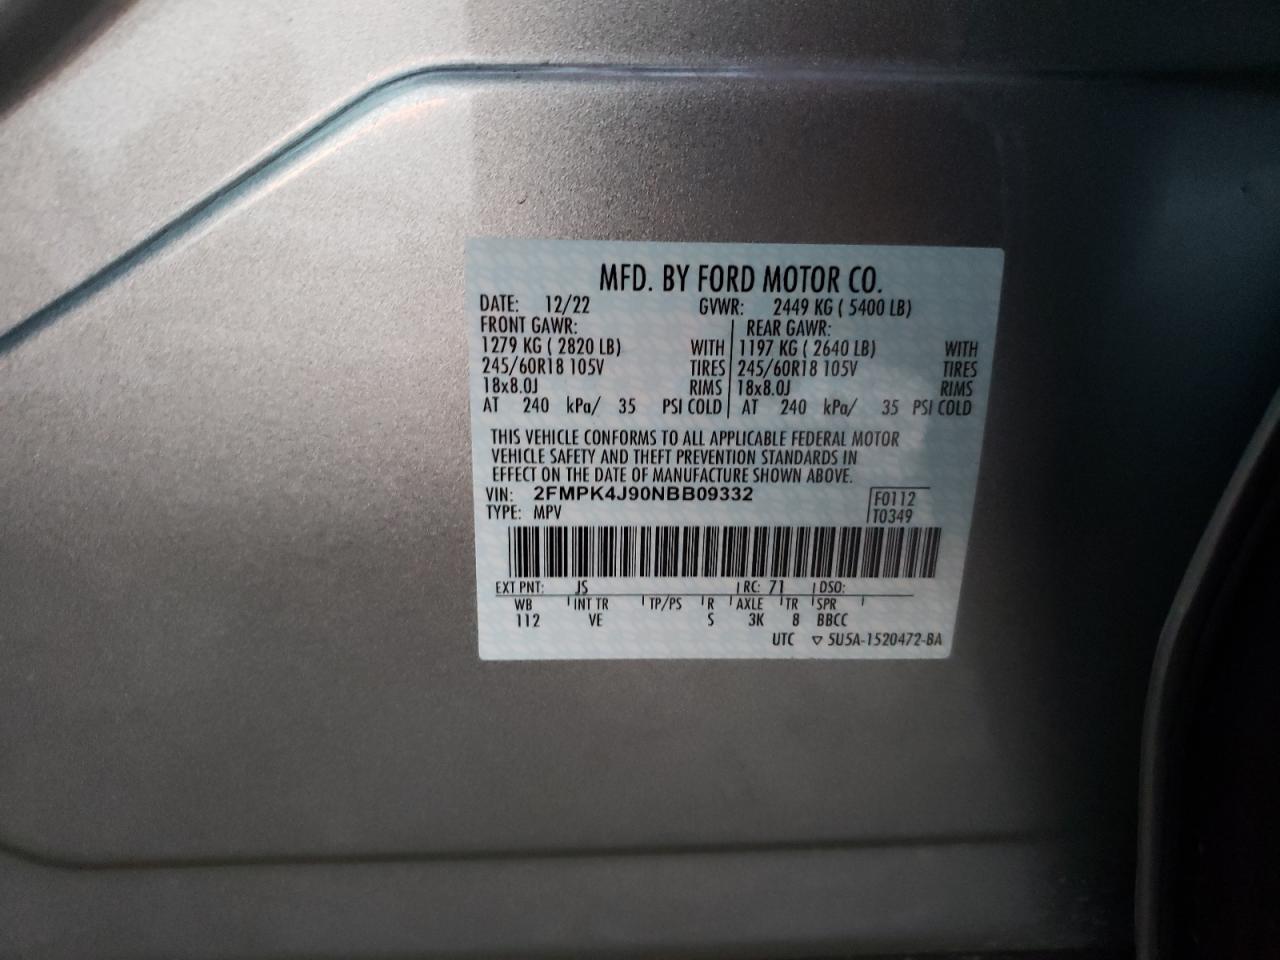 MFD. BY FORD MOTOR CO.
DATE: 12/22 GVWR: 2449 KG ( 5400 LB)
FRONT GAWR: REAR GAWR:
1279 KG ( 2820 LB) WITH 1197 KG ( 2640 LB) WITH
245/60R18 105V TIRES 245/60R18 105V TIRES
18x8.0J RIMS 18x8.0J RIMS
AT 240 kPa/ 35 PSI COLD AT 240 kPa/ 35 PSI COLD
THIS VEHICLE CONFORMS TO ALL APPLICABLE FEDERAL MOTOR
VEHICLE SAFETY AND THEFT PREVENTION STANDARDS IN
EFFECT ON THE DATE OF MANUFACTURE SHOWN ABOVE.
VIN: 2FMPK4J90NBB09332 F0112
TYPE: MPV T0349
EXT PNT: JS RC: 71 DSO:
WB INT TR TP/PS R AXLE TR SPR
112 VE S 3K 8 BBCC
UTC ▽ 5U5A-1520472-BA